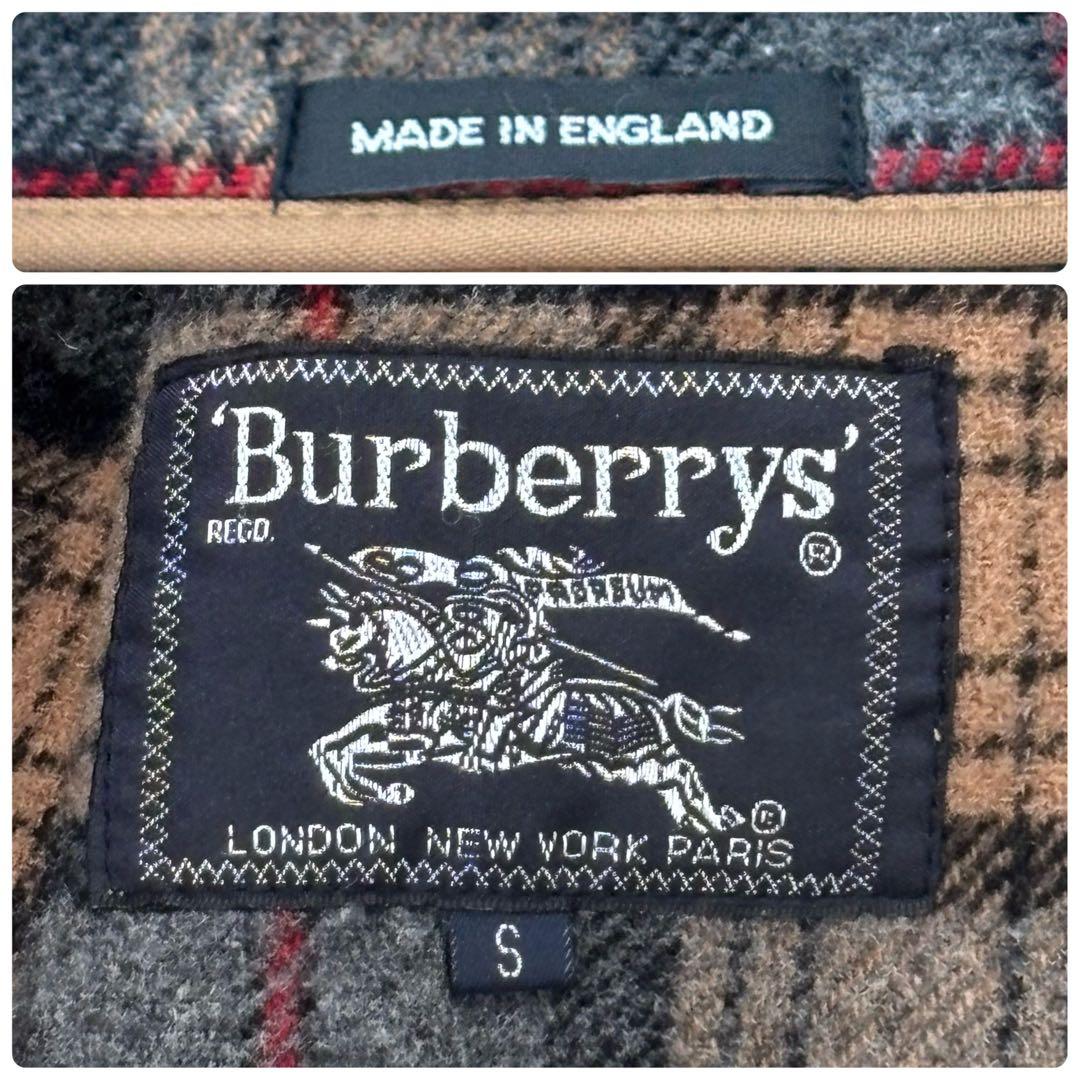 MADE IN ENGLAND
'Burberrys'
REGD.
®
LONDON NEW YORK PARIS
S